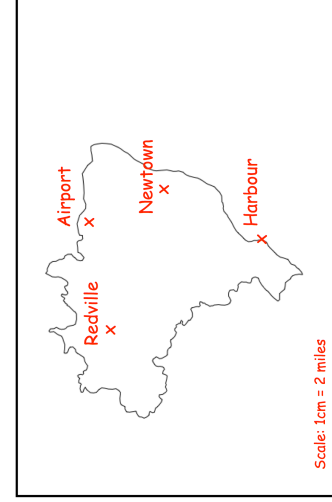 Airport
Newtown
Harbour
Redville
x
x
x
x
Scale: 1cm = 2 miles